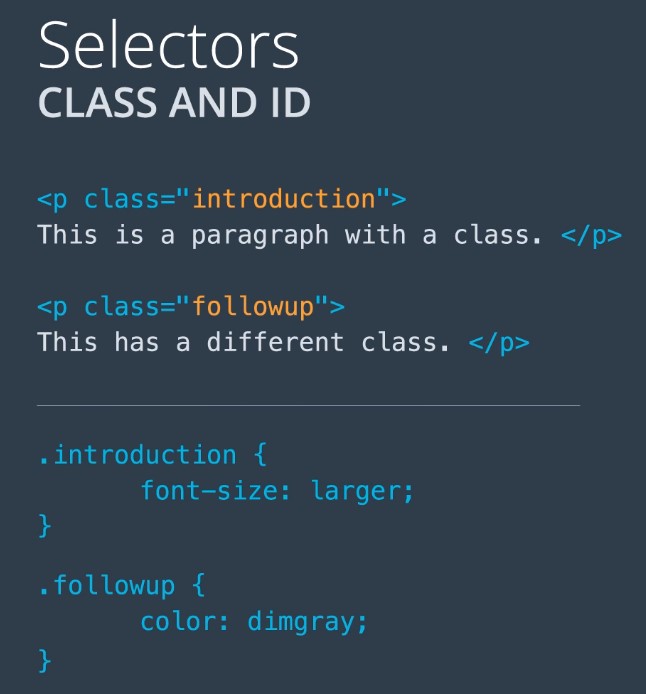 Selectors
CLASS AND ID
<p class="introduction">
This is a paragraph with a class. </p>
<p class="followup">
This has a different class. </p>
.introduction {
font-size: larger;
}
.followup {
color: dimgray;
}